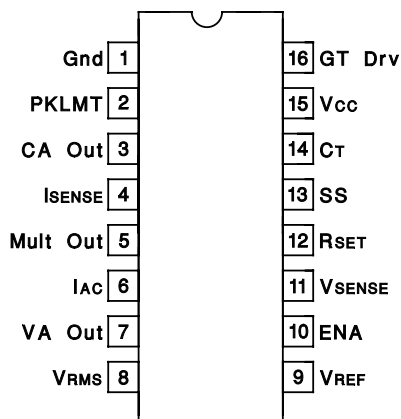 Gnd 1 16 GT Drv
PKLMT 2 15 VCC
CA Out 3 14 CT
ISENSE 4 13 SS
Mult Out 5 12 RSET
IAC 6 11 VSENSE
VA Out 7 10 ENA
VRMS 8 9 VREF